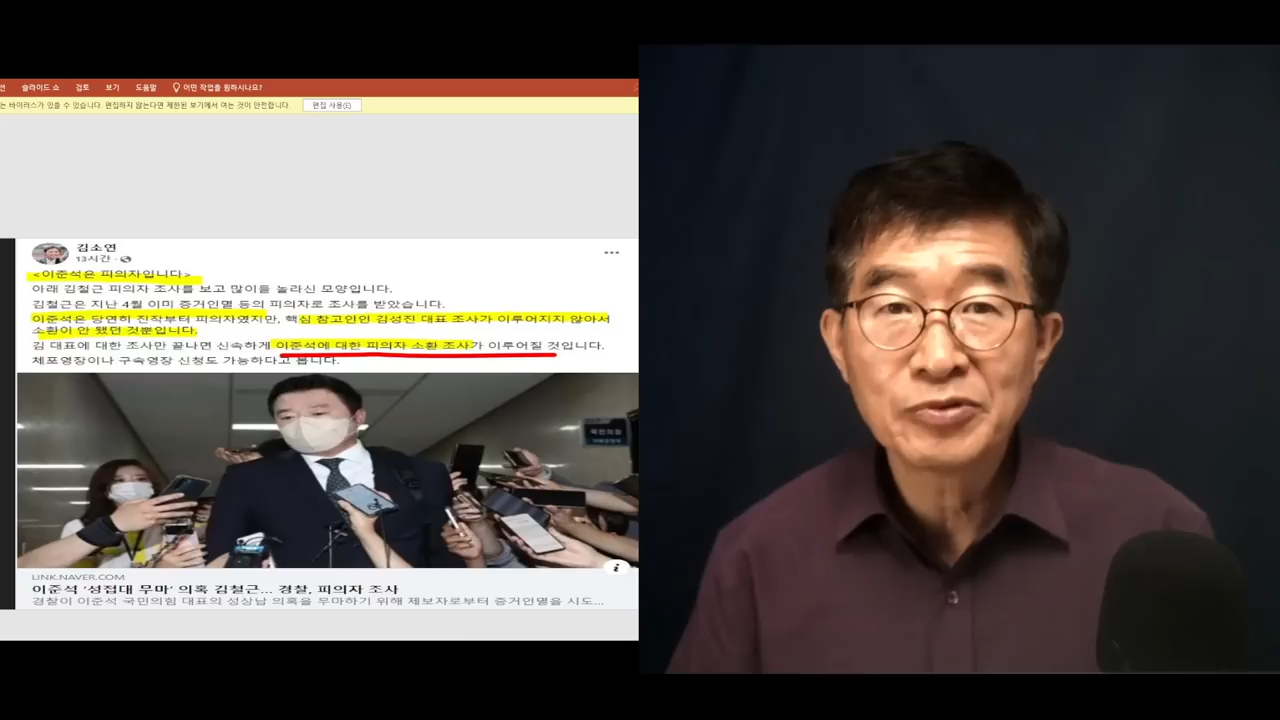 션 슬라이드 쇼 검토 보기 도움말 어떤 작업을 원하시나요?
는 바이러스가 있을 수 있습니다. 편집하지 않는다면 제한된 보기에서 여는 것이 안전합니다. 편집 사용(E)
김소연
13시간 ·
<이준석은 피의자입니다>
아래 김철근 피의자 조사를 보고 많이들 놀라신 모양입니다.
김철근은 지난 4월 이미 증거인멸 등의 피의자로 조사를 받았습니다.
이준석은 당연히 진작부터 피의자였지만, 핵심 참고인인 김성진 대표 조사가 이루어지지 않아서
소환이 안 됐던 것뿐입니다.
김 대표에 대한 조사만 끝나면 신속하게 이준석에 대한 피의자 소환 조사가 이루어질 것입니다.
체포영장이나 구속영장 신청도 가능하다고 봅니다.
국민의힘
LINK.NAVER.COM
이준석 '성접대 무마' 의혹 김철근... 경찰, 피의자 조사
경찰이 이준석 국민의힘 대표의 성상납 의혹을 무마하기 위해 제보자로부터 증거인멸을 시도...